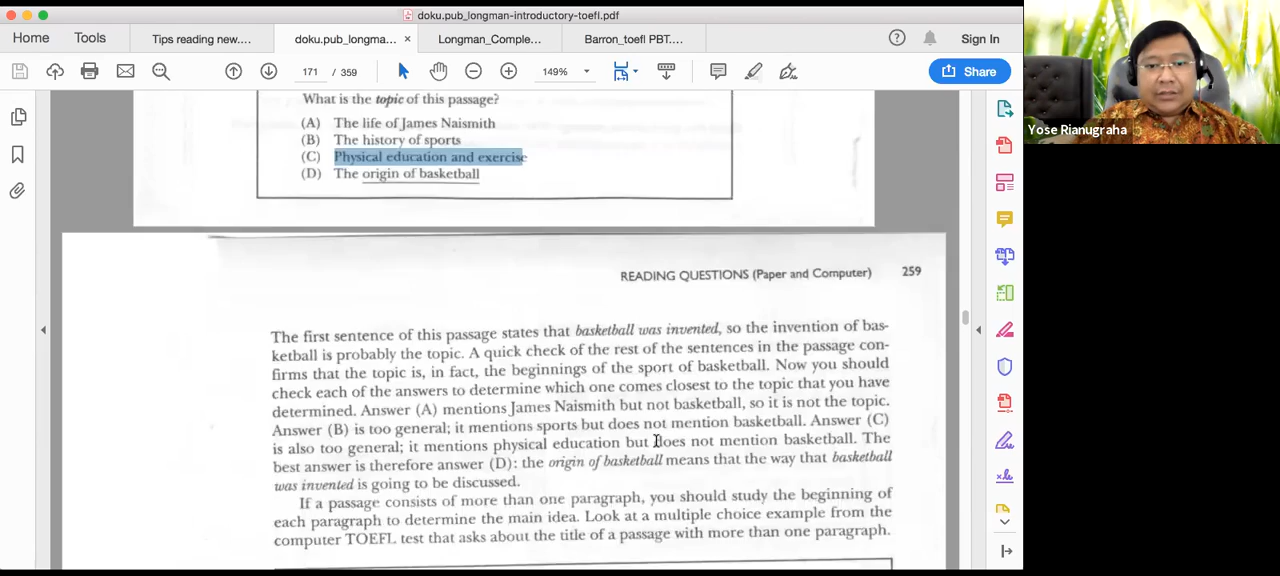 doku.pub_longman-introductory-toefl.pdf
Home
Tools
Tips reading new....
doku.pub_longma... ×
Longman_Comple...
Barron_toefl PBT....
Sign In
171 / 359
149%
Share
What is the topic of this passage?
(A) The life of James Naismith
(B) The history of sports
(C) Physical education and exercise
(D) The origin of basketball
Yose Rianugraha
READING QUESTIONS (Paper and Computer) 259
The first sentence of this passage states that basketball was invented, so the invention of bas-
ketball is probably the topic. A quick check of the rest of the sentences in the passage con-
firms that the topic is, in fact, the beginnings of the sport of basketball. Now you should
check each of the answers to determine which one comes closest to the topic that you have
determined. Answer (A) mentions James Naismith but not basketball, so it is not the topic.
Answer (B) is too general; it mentions sports but does not mention basketball. Answer (C)
is also too general; it mentions physical education but does not mention basketball. The
best answer is therefore answer (D): the origin of basketball means that the way that basketball
was invented is going to be discussed.
If a passage consists of more than one paragraph, you should study the beginning of
each paragraph to determine the main idea. Look at a multiple choice example from the
computer TOEFL test that asks about the title of a passage with more than one paragraph.